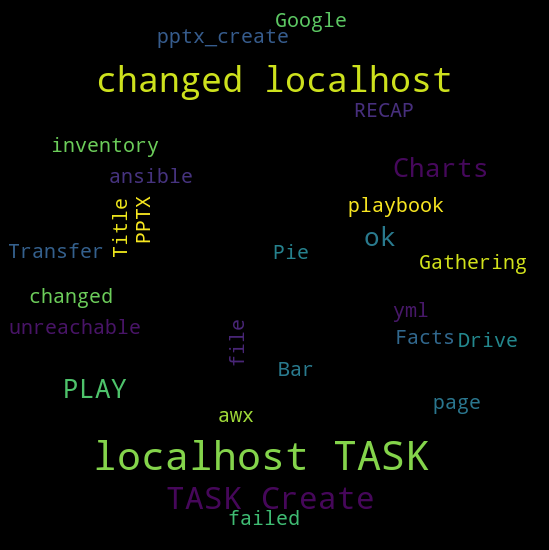 Google
pptx_create
changed localhost
RECAP
inventory
Charts
ansible
Title
PPTX
playbook
ok
Transfer
Pie
Gathering
changed
yml
unreachable
file
Facts
Drive
Bar
PLAY
page
awx
localhost TASK
TASK Create
failed